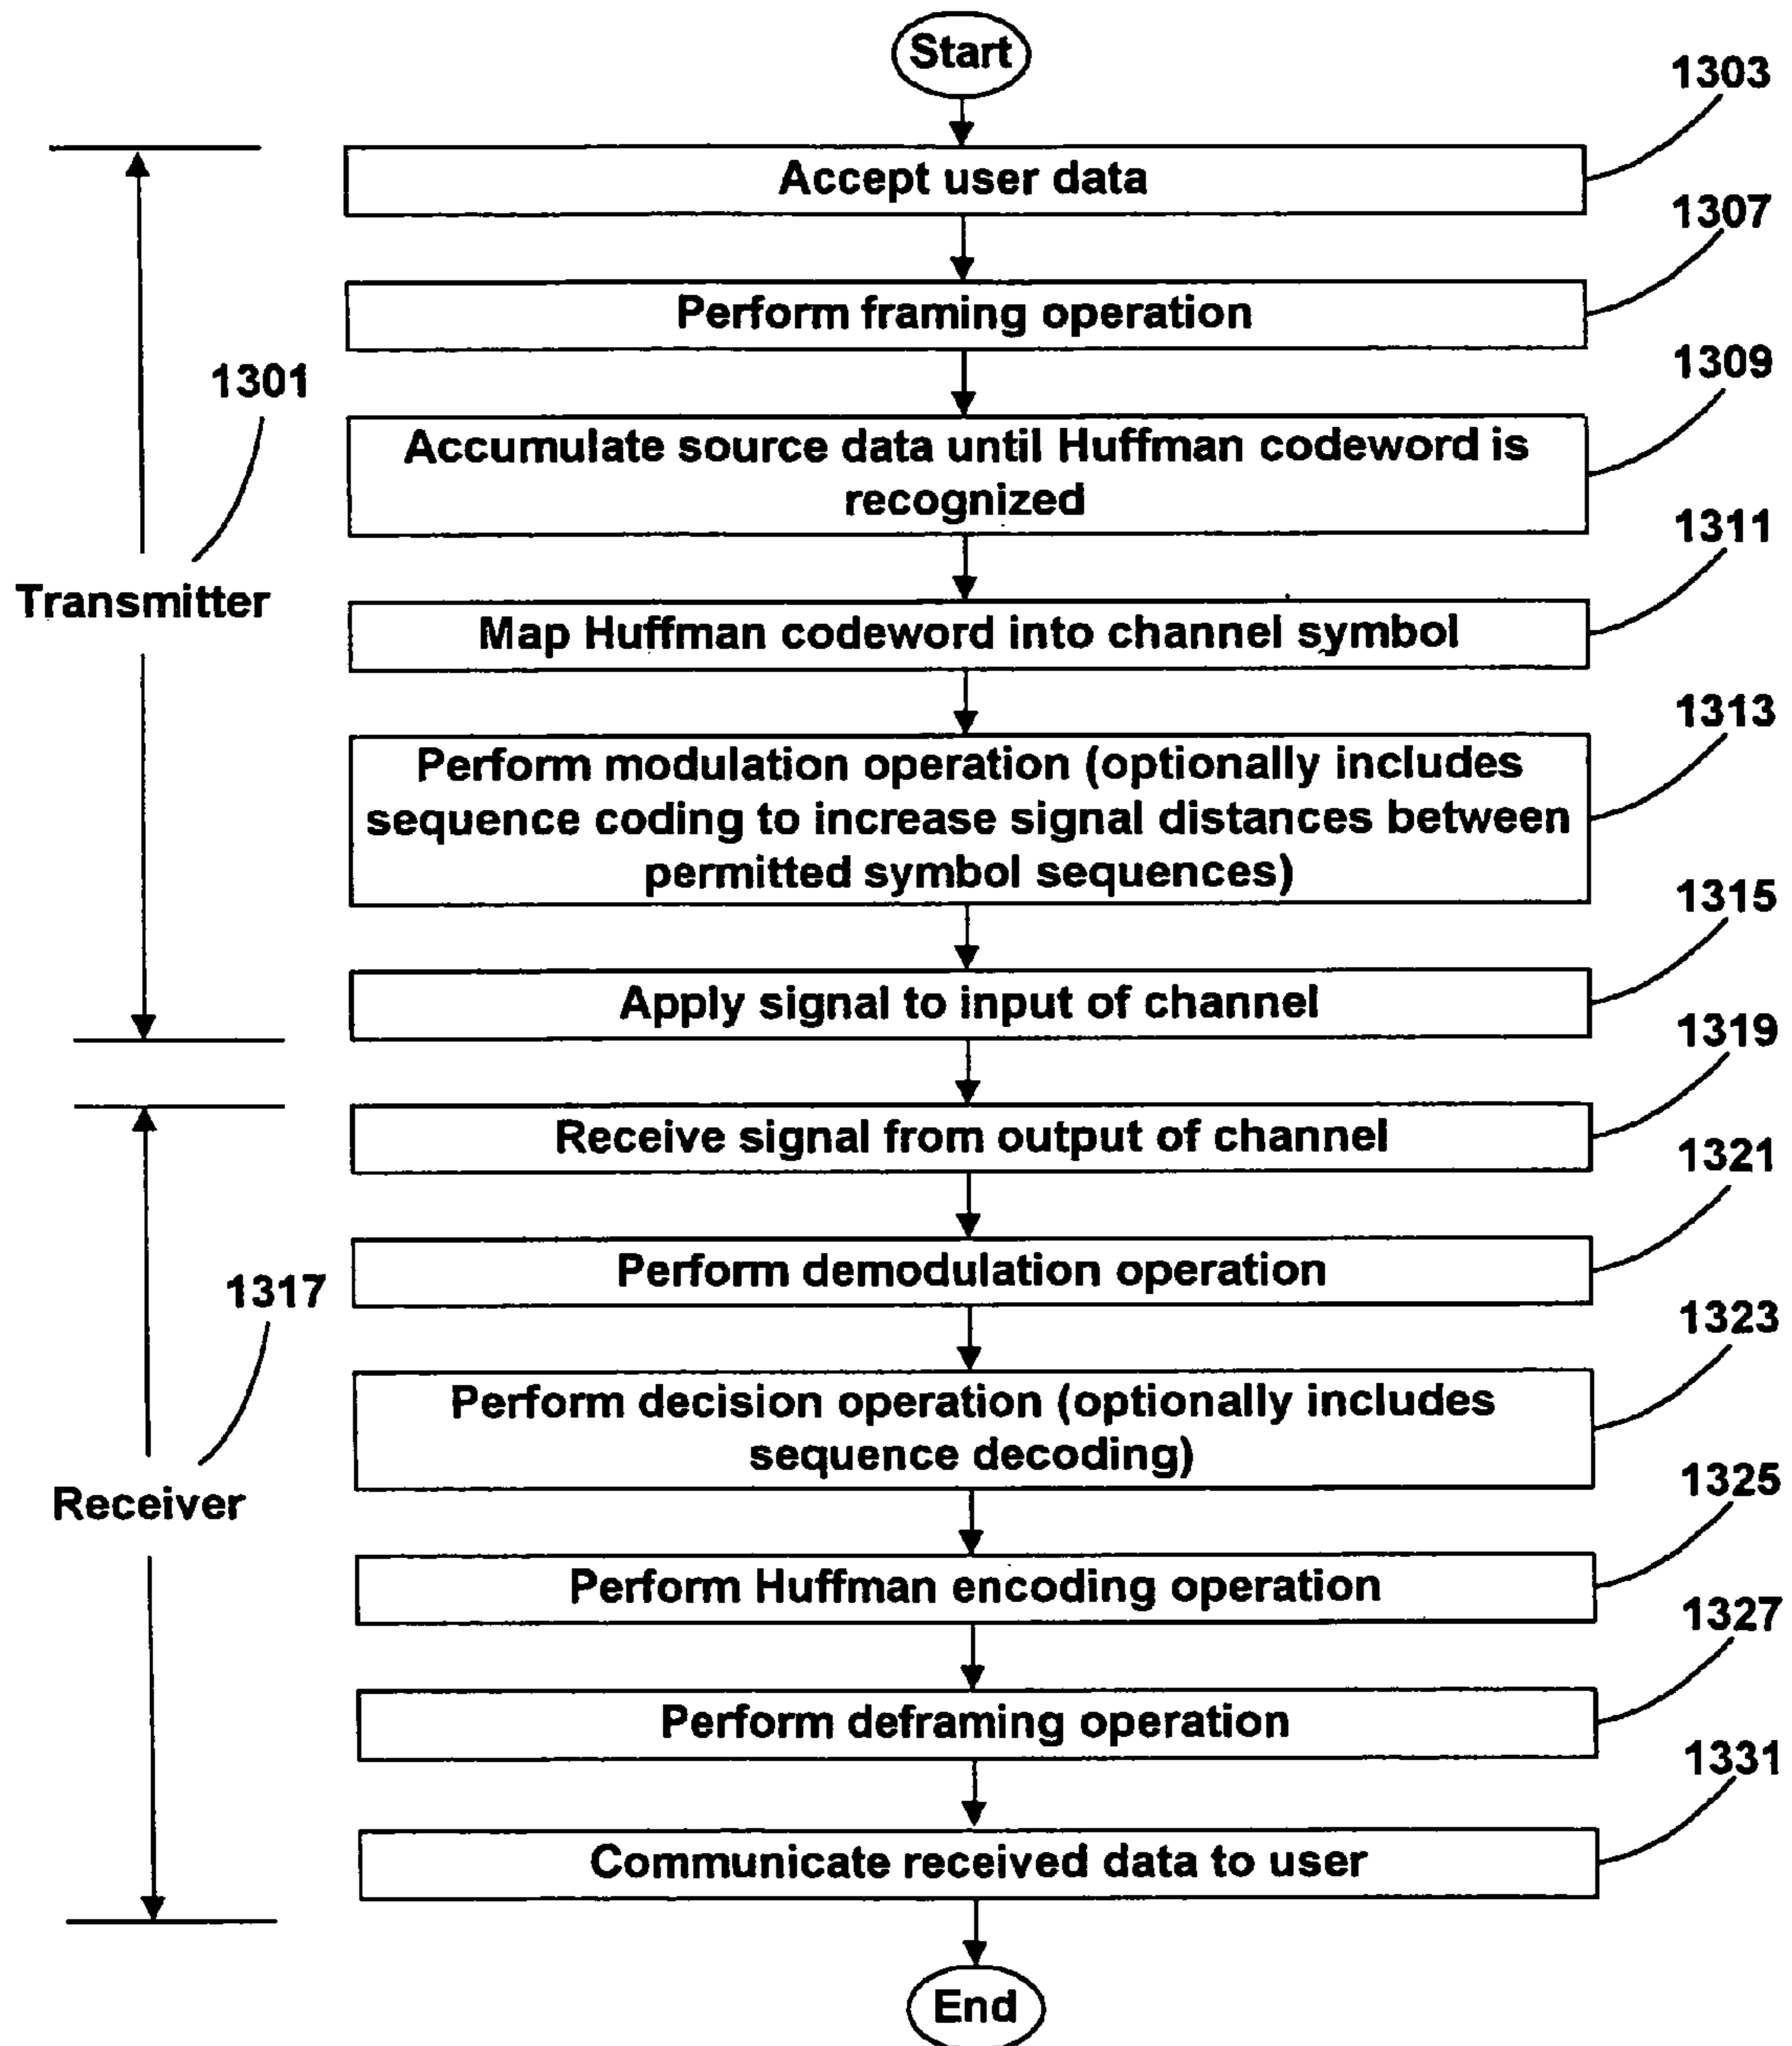 Start
1303
Accept user data
1307
Perform framing operation
1309
1301
Accumulate source data until Huffman codeword is
recognized
1311
Transmitter
Map Huffman codeword into channel symbol
1313
Perform modulation operation (optionally includes
sequence coding to increase signal distances between
permitted symbol sequences)
1315
Apply signal to input of channel
1319
Receive signal from output of channel
1321
Perform demodulation operation
1317
1323
Perform decision operation (optionally includes
sequence decoding)
1325
Receiver
Perform Huffman encoding operation
1327
Perform deframing operation
1331
Communicate received data to user
End